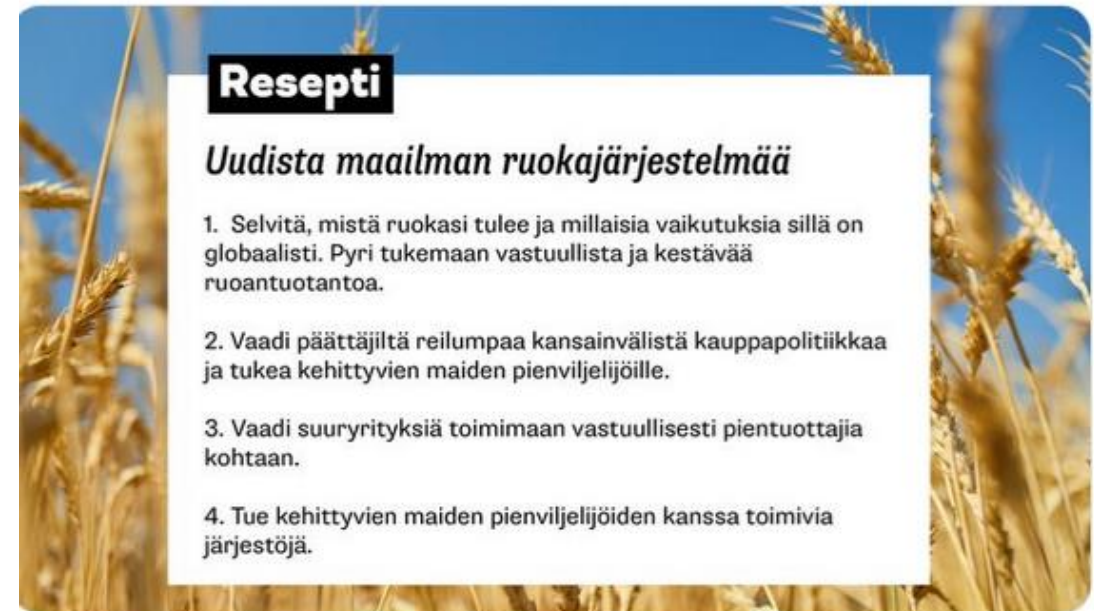 Resepti
Uudista maailman ruokajärjestelmää
1. Selvitä, mistä ruokasi tulee ja millaisia vaikutuksia sillä on
globaalisti. Pyri tukemaan vastuullista ja kestävää
ruoantuotantoa.
2. Vaadi päättäjiltä reilumpaa kansainvälistä kauppapolitiikkaa
ja tukea kehittyvien maiden pienviljelijöille.
3. Vaadi suuryrityksiä toimimaan vastuullisesti pientuottajia
kohtaan.
4. Tue kehittyvien maiden pienviljelijöiden kanssa toimivia
järjestöjä.